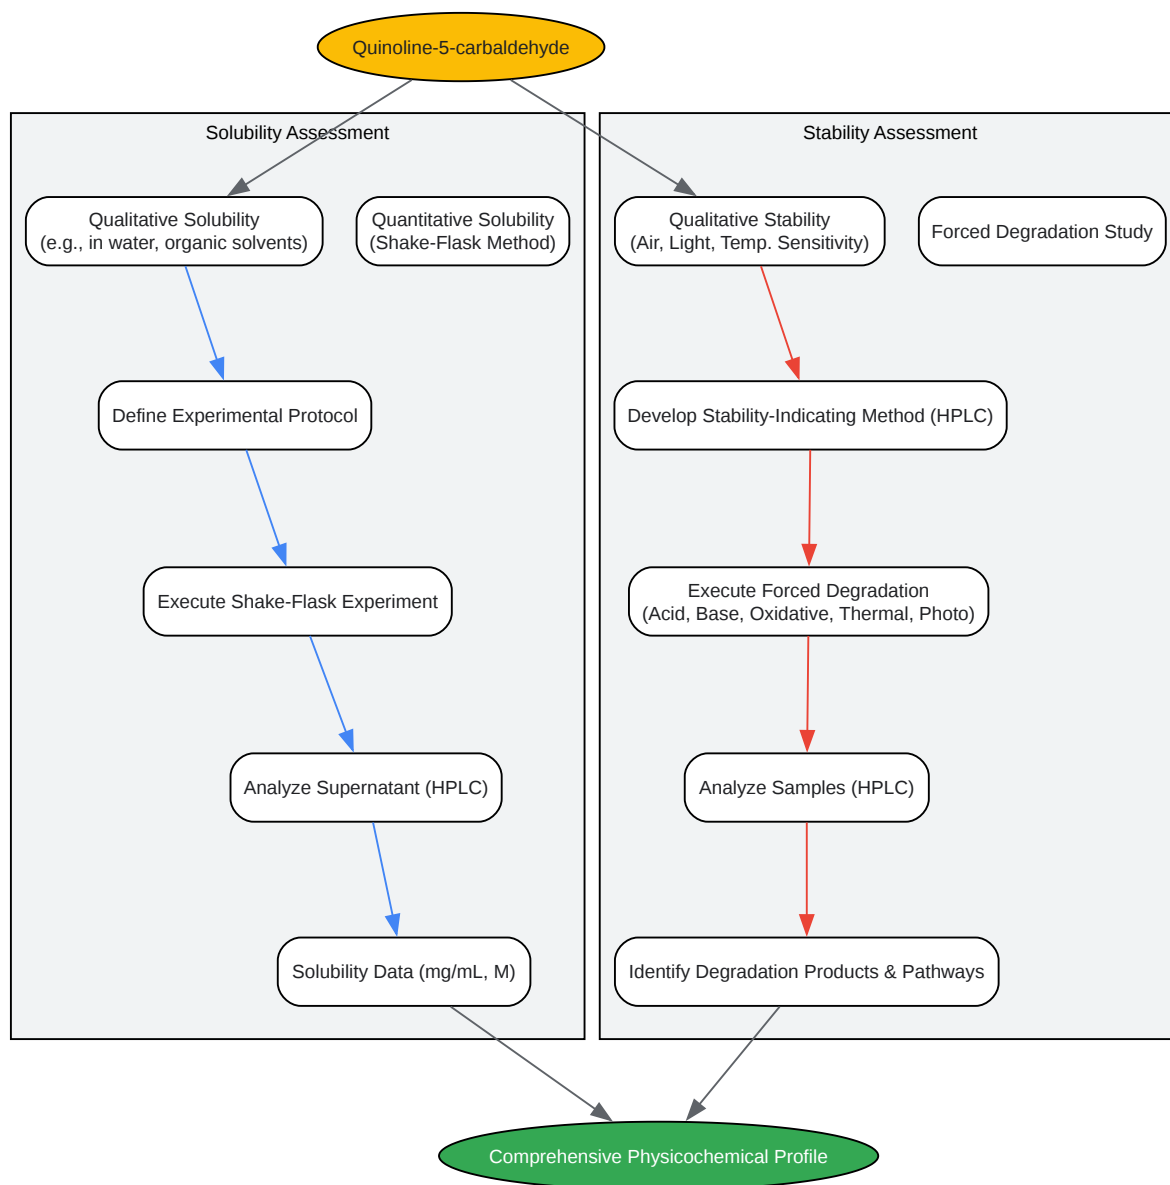 Quinoline-5-carbaldehyde
Solubility Assessment
Qualitative Solubility
(e.g., in water, organic solvents)
Quantitative Solubility
(Shake-Flask Method)
Define Experimental Protocol
Execute Shake-Flask Experiment
Analyze Supernatant (HPLC)
Solubility Data (mg/mL, M)
Stability Assessment
Qualitative Stability
(Air, Light, Temp. Sensitivity)
Forced Degradation Study
Develop Stability-Indicating Method (HPLC)
Execute Forced Degradation
(Acid, Base, Oxidative, Thermal, Photo)
Analyze Samples (HPLC)
Identify Degradation Products & Pathways
Comprehensive Physicochemical Profile